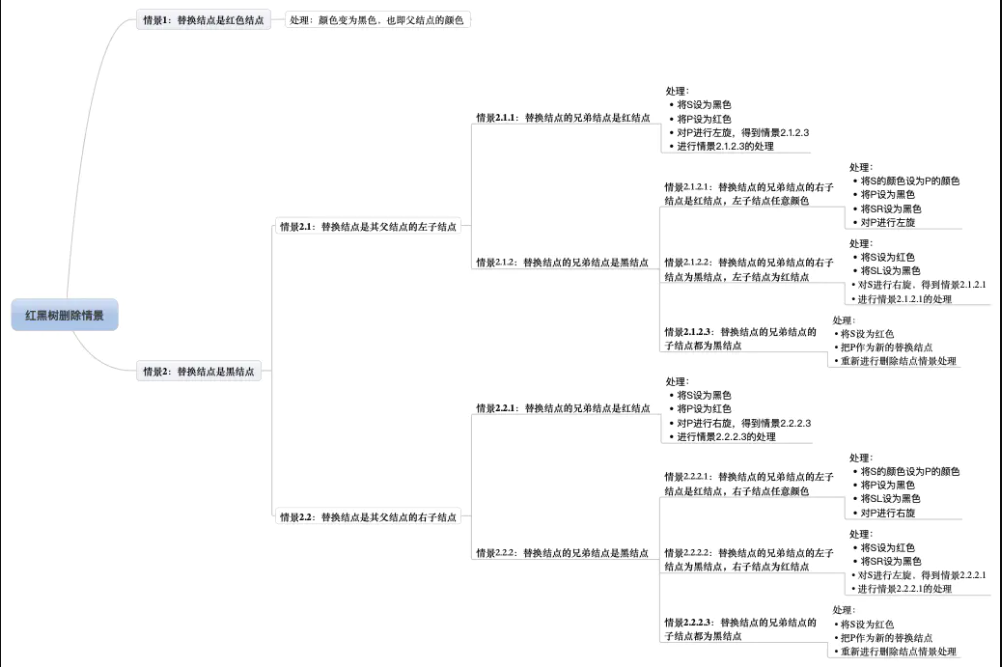 情景1：替换结点是红色结点
处理：颜色变为黑色，也即父结点的颜色
处理：
• 将S设为黑色
• 将P设为红色
• 对P进行左旋，得到情景2.1.2.3
• 进行情景2.1.2.3的处理
情景2.1.1：替换结点的兄弟结点是红结点
处理：
• 将S的颜色设为P的颜色
• 将P设为黑色
• 将SR设为黑色
• 对P进行左旋
情景2.1.2.1：替换结点的兄弟结点的右子
结点是红结点，左子结点任意颜色
情景2.1：替换结点是其父结点的左子结点
情景2.1.2：替换结点的兄弟结点是黑结点
处理：
• 将S设为红色
• 将SL设为黑色
• 对S进行右旋，得到情景2.1.2.1
• 进行情景2.1.2.1的处理
情景2.1.2.2：替换结点的兄弟结点的右子
结点为黑结点，左子结点为红结点
红黑树删除情景
处理：
• 将S设为红色
• 把P作为新的替换结点
• 重新进行删除结点情景处理
情景2.1.2.3：替换结点的兄弟结点的
子结点都为黑结点
情景2：替换结点是黑结点
处理：
• 将S设为黑色
• 将P设为红色
• 对P进行右旋，得到情景2.2.2.3
• 进行情景2.2.2.3的处理
情景2.2.1：替换结点的兄弟结点是红结点
处理：
• 将S的颜色设为P的颜色
• 将P设为黑色
• 将SL设为黑色
• 对P进行右旋
情景2.2.2.1：替换结点的兄弟结点的左子
结点是红结点，右子结点任意颜色
情景2.2：替换结点是其父结点的右子结点
情景2.2.2：替换结点的兄弟结点是黑结点
处理：
• 将S设为红色
• 将SR设为黑色
• 对S进行左旋，得到情景2.2.2.1
• 进行情景2.2.2.1的处理
情景2.2.2.2：替换结点的兄弟结点的左子
结点为黑结点，右子结点为红结点
处理：
• 将S设为红色
• 把P作为新的替换结点
• 重新进行删除结点情景处理
情景2.2.2.3：替换结点的兄弟结点的
子结点都为黑结点